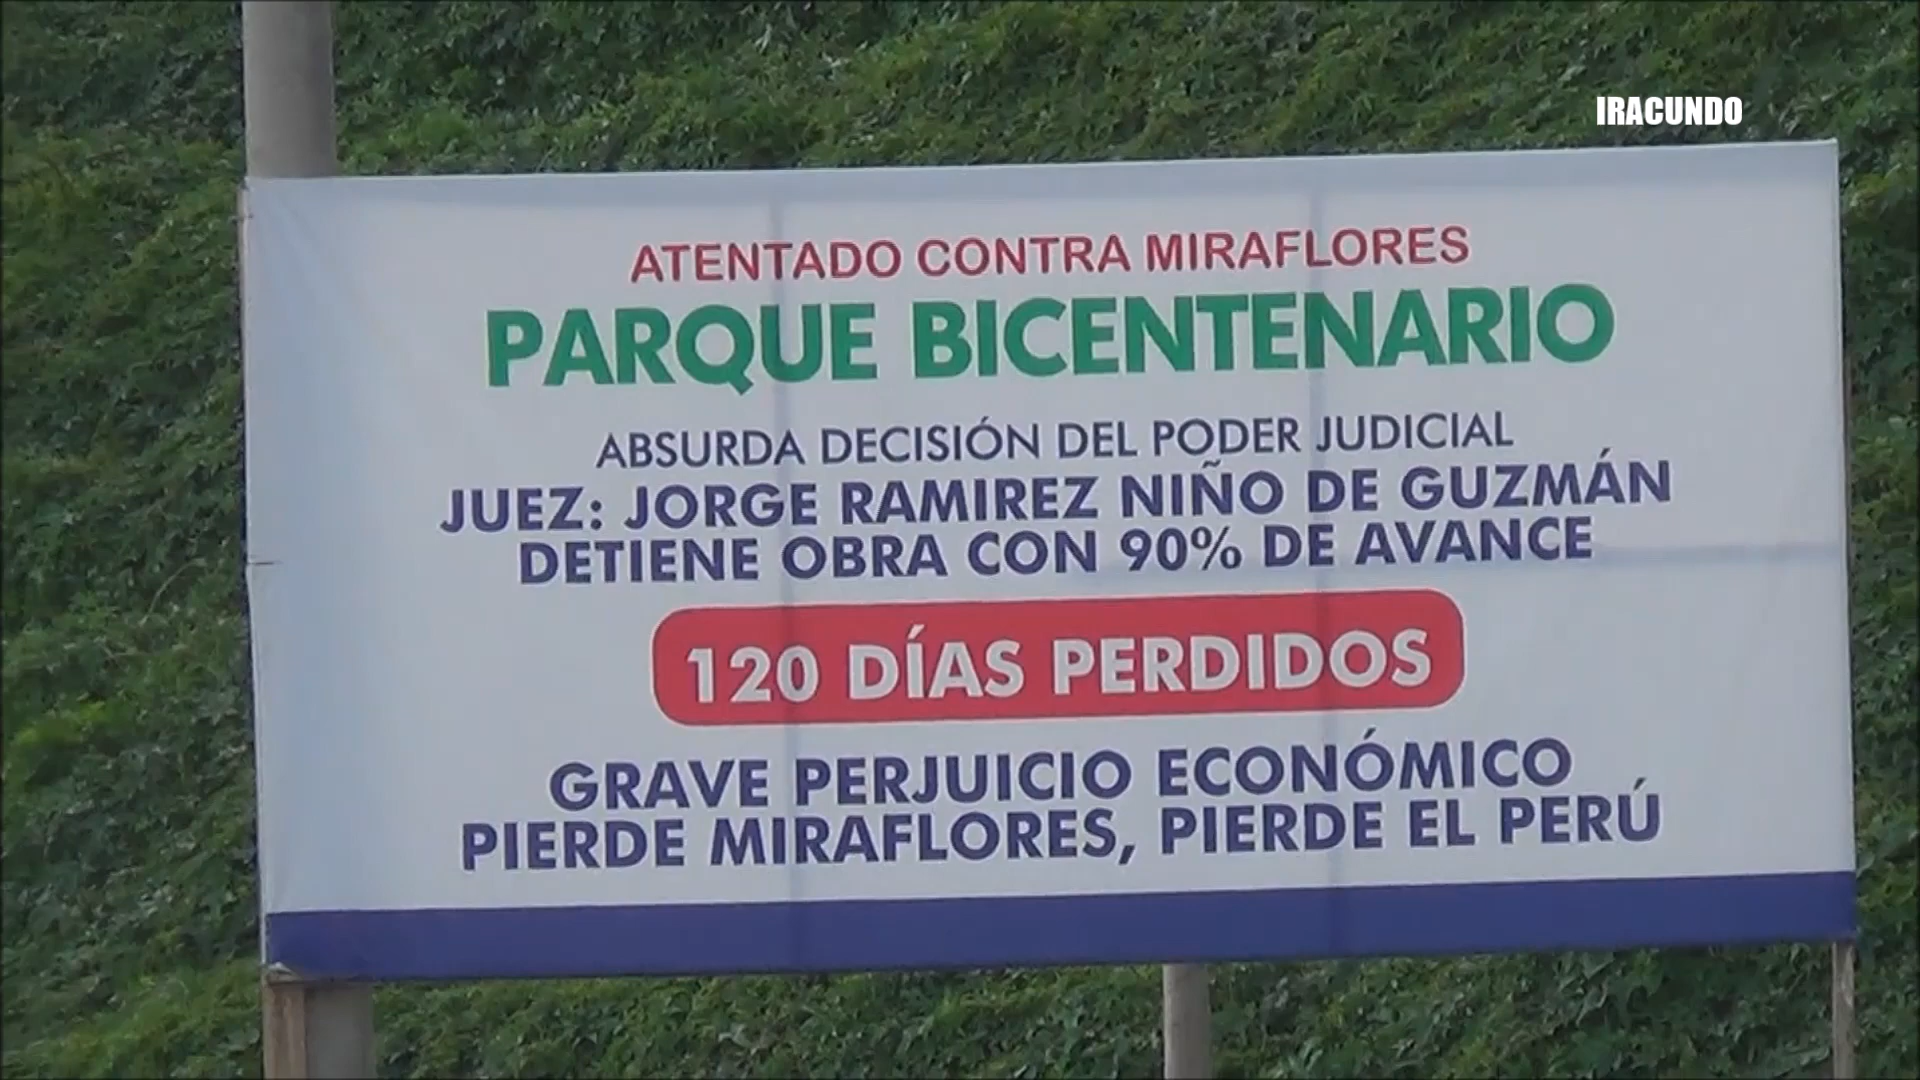 IRACUNDO
ATENTADO CONTRA MIRAFLORES
PARQUE BICENTENARIO
ABSURDA DECISIÓN DEL PODER JUDICIAL
JUEZ: JORGE RAMIREZ NIÑO DE GUZMÁN
DETIENE OBRA CON 90% DE AVANCE
120 DÍAS PERDIDOS
GRAVE PERJUICIO ECONÓMICO
PIERDE MIRAFLORES, PIERDE EL PERÚ